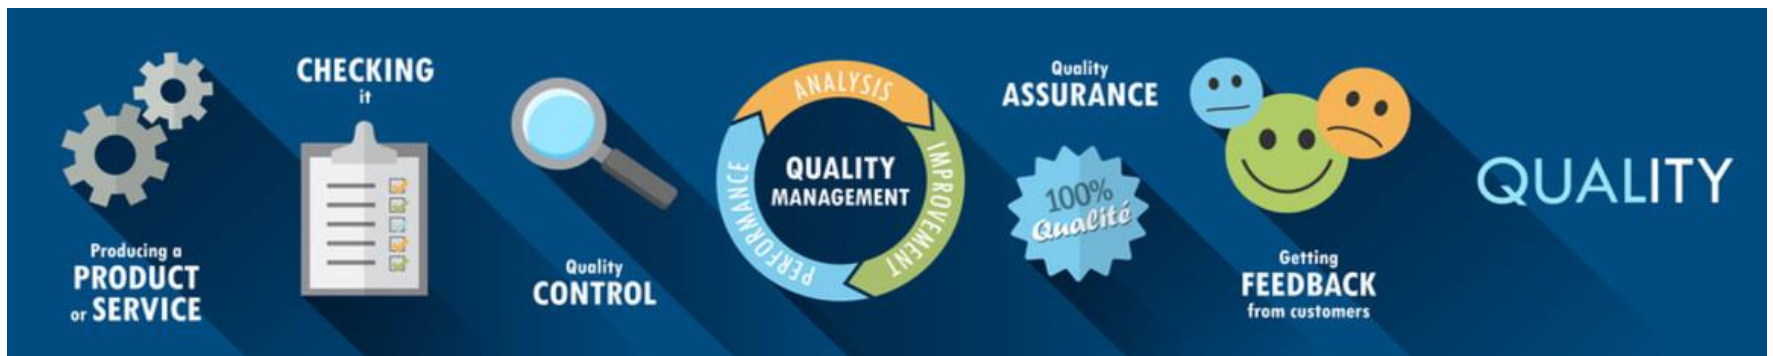 Producing a
PRODUCT
or SERVICE
CHECKING
it
Quality
CONTROL
ANALYSIS
IMPROVEMENT
PERFORMANCE
QUALITY
MANAGEMENT
Quality
ASSURANCE
100%
Qualité
Getting
FEEDBACK
from customers
QUALITY